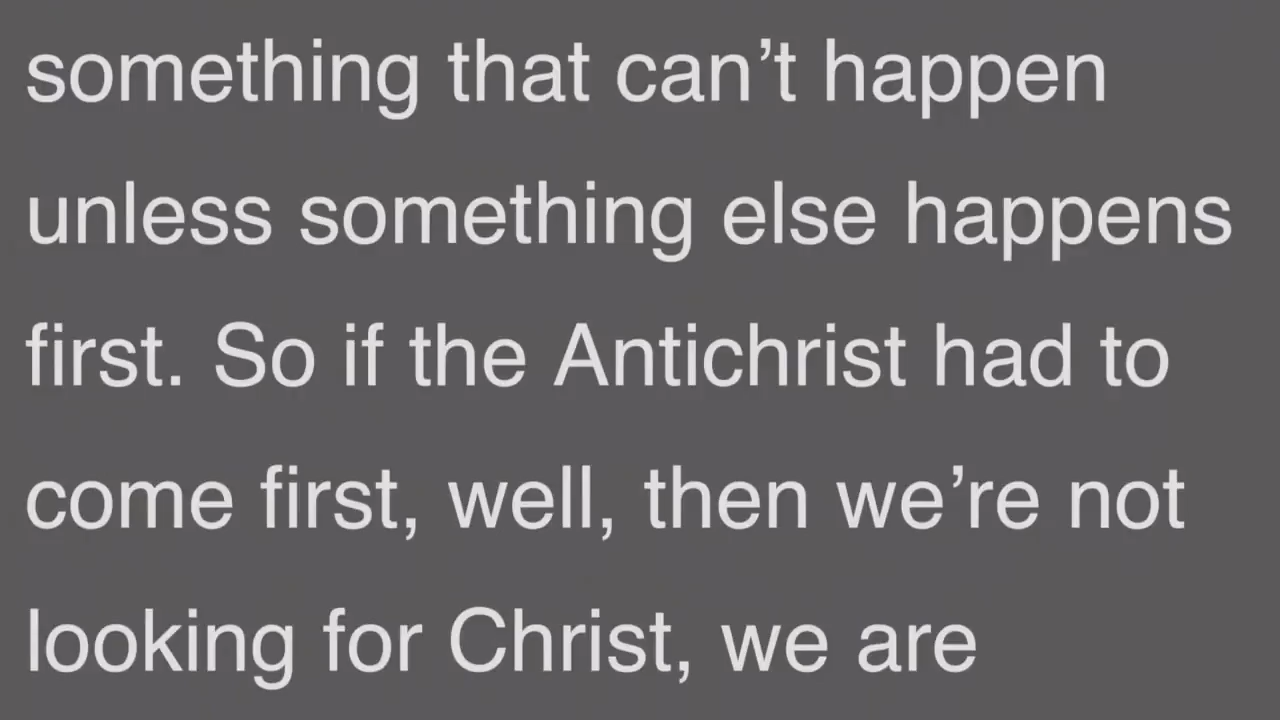 something that can’t happen
unless something else happens
first. So if the Antichrist had to
come first, well, then we’re not
looking for Christ, we are